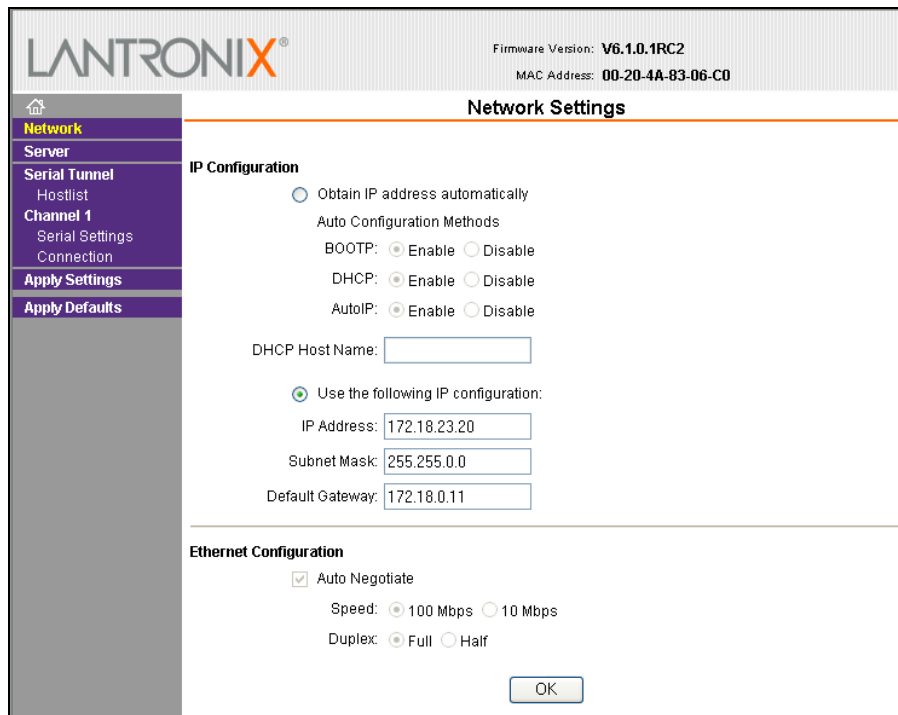 LANTRONIX®
Firmware Version: V6.1.0.1RC2
MAC Address: 00-20-4A-83-06-C0
Network
Server
Serial Tunnel
Hostlist
Channel 1
Serial Settings
Connection
Apply Settings
Apply Defaults
Network Settings
IP Configuration
Obtain IP address automatically
Auto Configuration Methods
BOOTP: Enable Disable
DHCP: Enable Disable
AutoIP: Enable Disable
DHCP Host Name:
Use the following IP configuration:
IP Address: 172.18.23.20
Subnet Mask: 255.255.0.0
Default Gateway: 172.18.0.11
Ethernet Configuration
Auto Negotiate
Speed: 100 Mbps 10 Mbps
Duplex: Full Half
OK